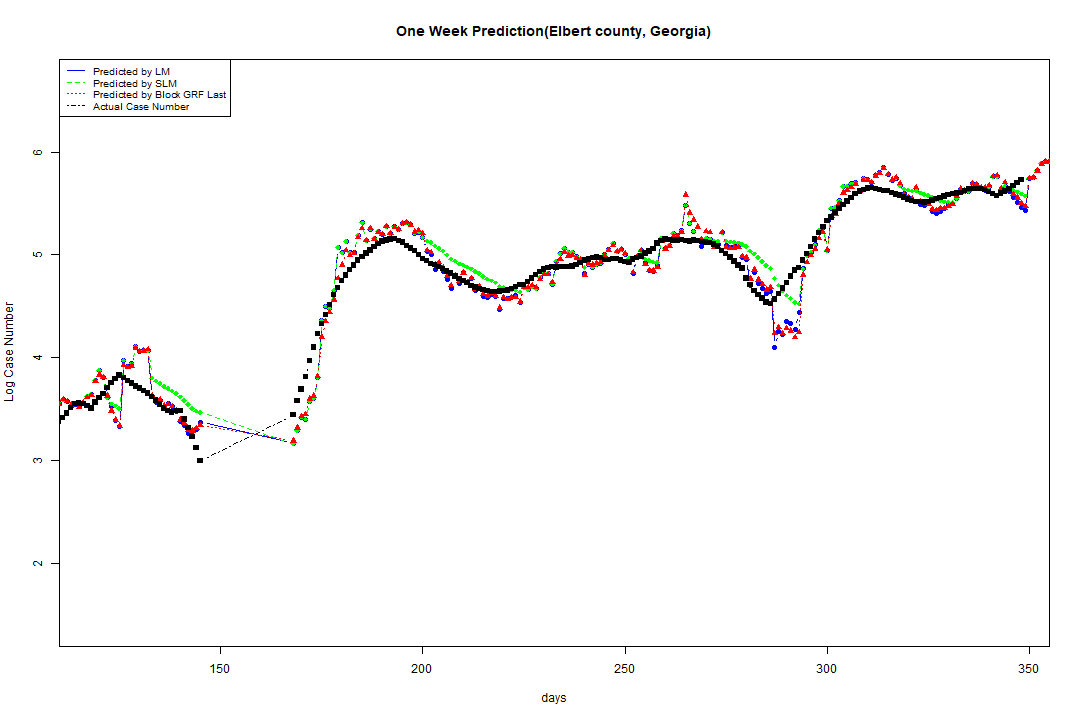 One Week Prediction(Elbert county, Georgia)
Predicted by LM
Predicted by SLM
Predicted by Block GRF Last
Actual Case Number
6
5
4
3
2
Log Case Number
150 200 250 300 350
days